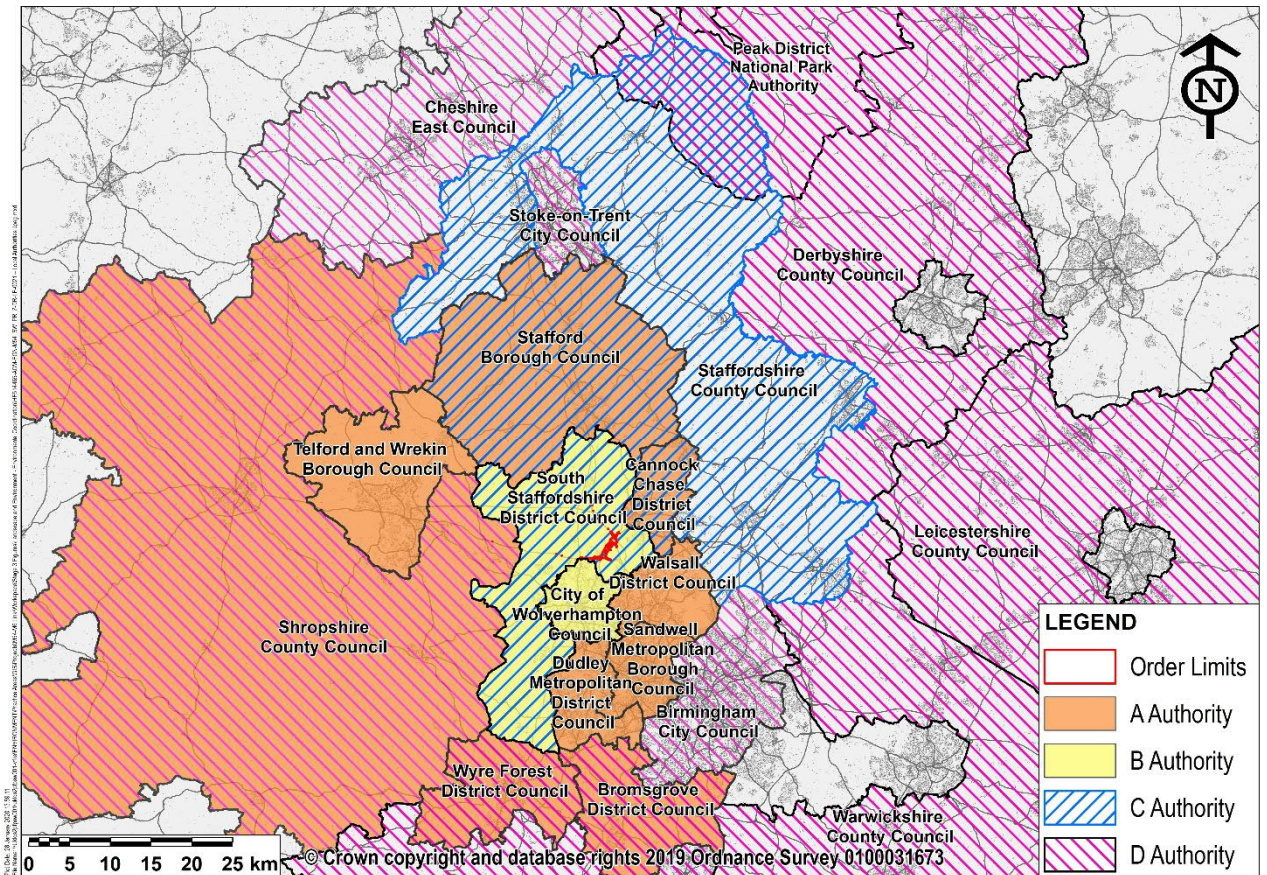 Peak District
National Park
Authority
N
Cheshire
East Council
Stoke-on-Trent
City Council
Derbyshire
County Council
Stafford
Borough Council
Staffordshire
County Council
Telford and Wrekin
Borough Council
South
Staffordshire
District Council
Cannock
Chase
District
Council
Leicestershire
County Council
Walsall
District Council
City of
Wolverhampton
Council
Shropshire
County Council
Sandwell
Metropolitan
Borough
Council
Dudley
Metropolitan
District
Council
Birmingham
City Council
Wyre Forest
District Council
Bromsgrove
District Council
Warwickshire
County Council
LEGEND
Order Limits
A Authority
B Authority
C Authority
D Authority
0 5 10 15 20 25 km
© Crown copyright and database rights 2019 Ordnance Survey 0100031673